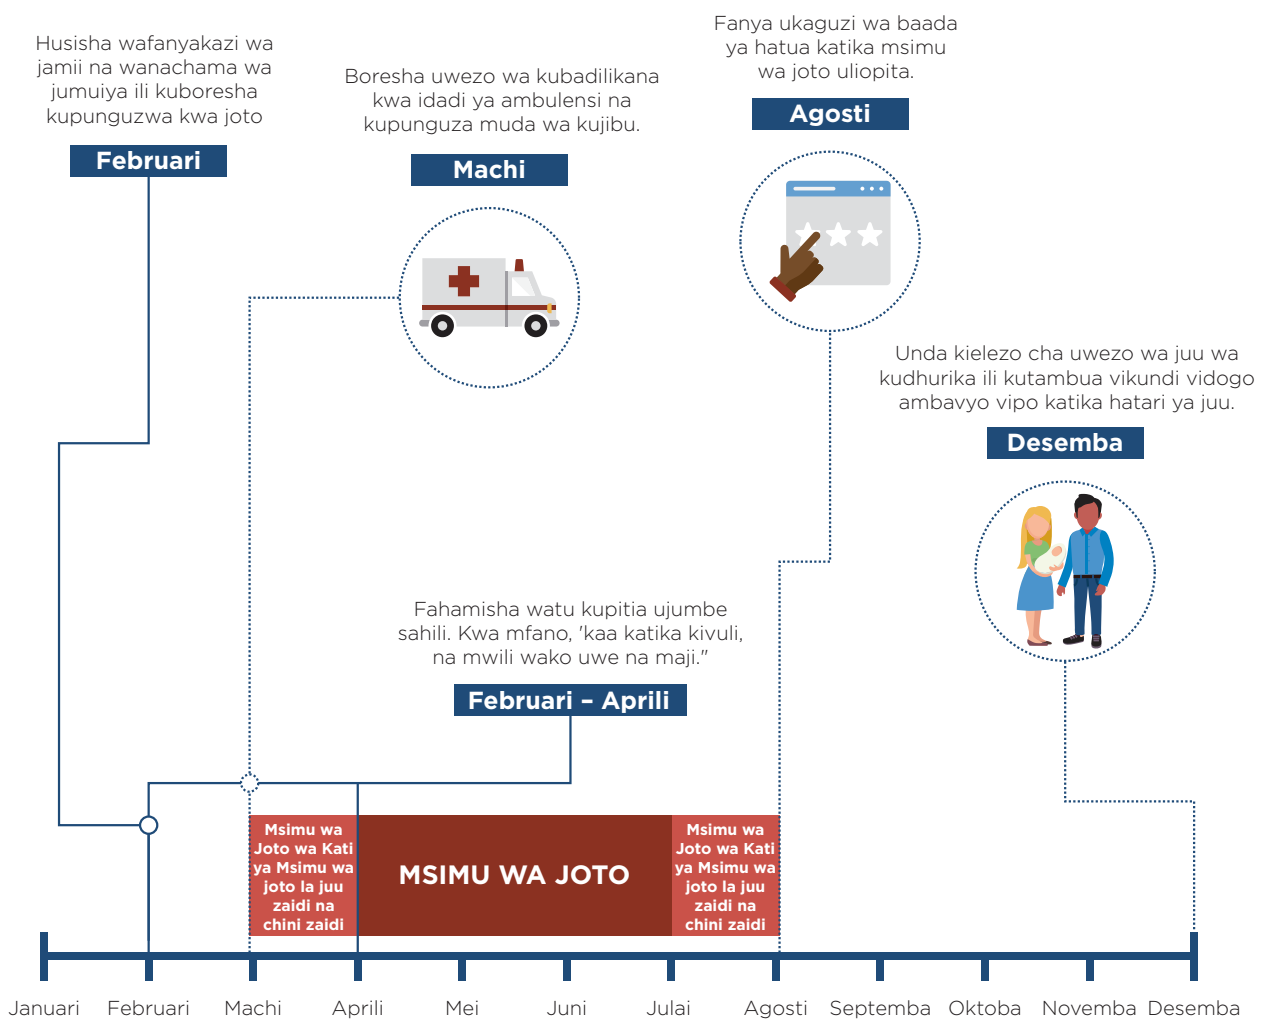 Husisha wafanyakazi wa
jamii na wanachama wa
jumuiya ili kuboresha
kupunguzwa kwa joto
Februari
Boresha uwezo wa kubadilikana
kwa idadi ya ambulensi na
kupunguza muda wa kujibu.
Machi
Fanya ukaguzi wa baada
ya hatua katika msimu
wa joto uliopita.
Agosti
Unda kielezo cha uwezo wa juu wa
kudhurika ili kutambua vikundi vidogo
ambavyo vipo katika hatari ya juu.
Desemba
Fahamisha watu kupitia ujumbe
sahili. Kwa mfano, 'kaa katika kivuli,
na mwili wako uwe na maji."
Februari – Aprili
Msimu wa
Joto wa Kati
ya Msimu wa
joto la juu
zaidi na
chini zaidi
MSIMU WA JOTO
Msimu wa
Joto wa Kati
ya Msimu wa
joto la juu
zaidi na
chini zaidi
Januari Februari Machi Aprili Mei Juni Julai Agosti Septemba Oktoba Novemba Desemba